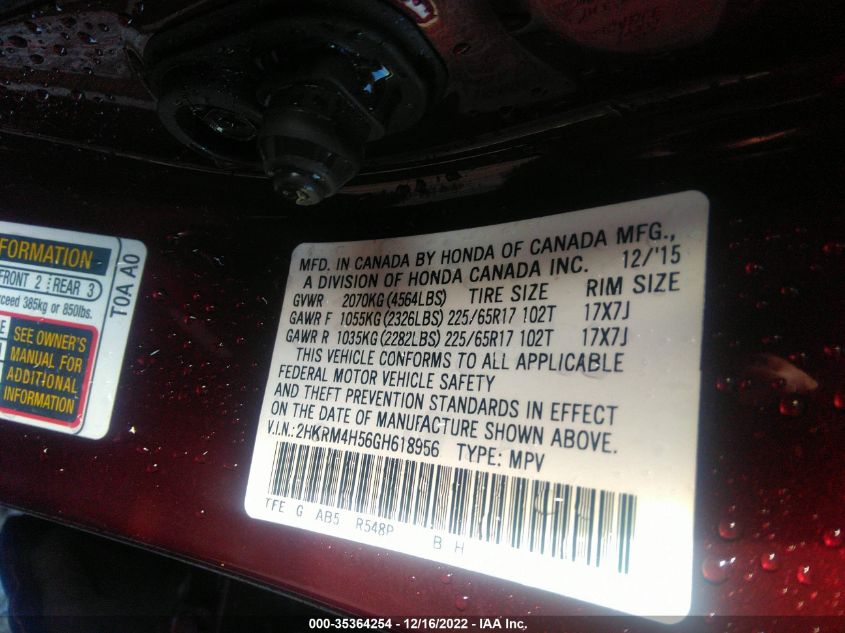 FORMATION
FRONT 2 REAR 3
xceed 385kg or 850lbs.
SEE OWNER'S
MANUAL FOR
ADDITIONAL
INFORMATION
T0A A0
MFD. IN CANADA BY HONDA OF CANADA MFG.,
A DIVISION OF HONDA CANADA INC. 12/'15
GVWR 2070KG (4564LBS) TIRE SIZE RIM SIZE
GAWR F 1055KG (2326LBS) 225/65R17 102T 17X7J
GAWR R 1035KG (2282LBS) 225/65R17 102T 17X7J
THIS VEHICLE CONFORMS TO ALL APPLICABLE
FEDERAL MOTOR VEHICLE SAFETY
AND THEFT PREVENTION STANDARDS IN EFFECT
ON THE DATE OF MANUFACTURE SHOWN ABOVE.
V.I.N.: 2HKRM4H56GH618956 TYPE: MPV
TFE G AB5 R548P B H
000-35364254 - 12/16/2022 - IAA Inc.